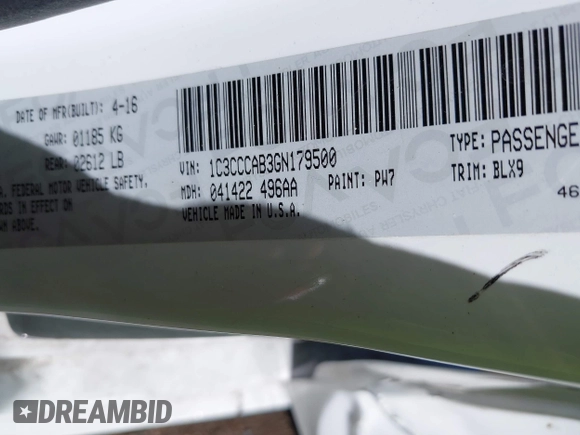 DATE OF MFR(BUILT): 4-16
GAWR: 01185 KG
REAR: 02612 LB
FEDERAL MOTOR VEHICLE SAFETY,
IN EFFECT ON
ABOVE.
VIN: 1C3CCCAB3GN179500
TYPE: PASSENGE
MDH: 041422 496AA
PAINT: PW7
TRIM: BLX9
VEHICLE MADE IN U.S.A.
46
DREAMBID